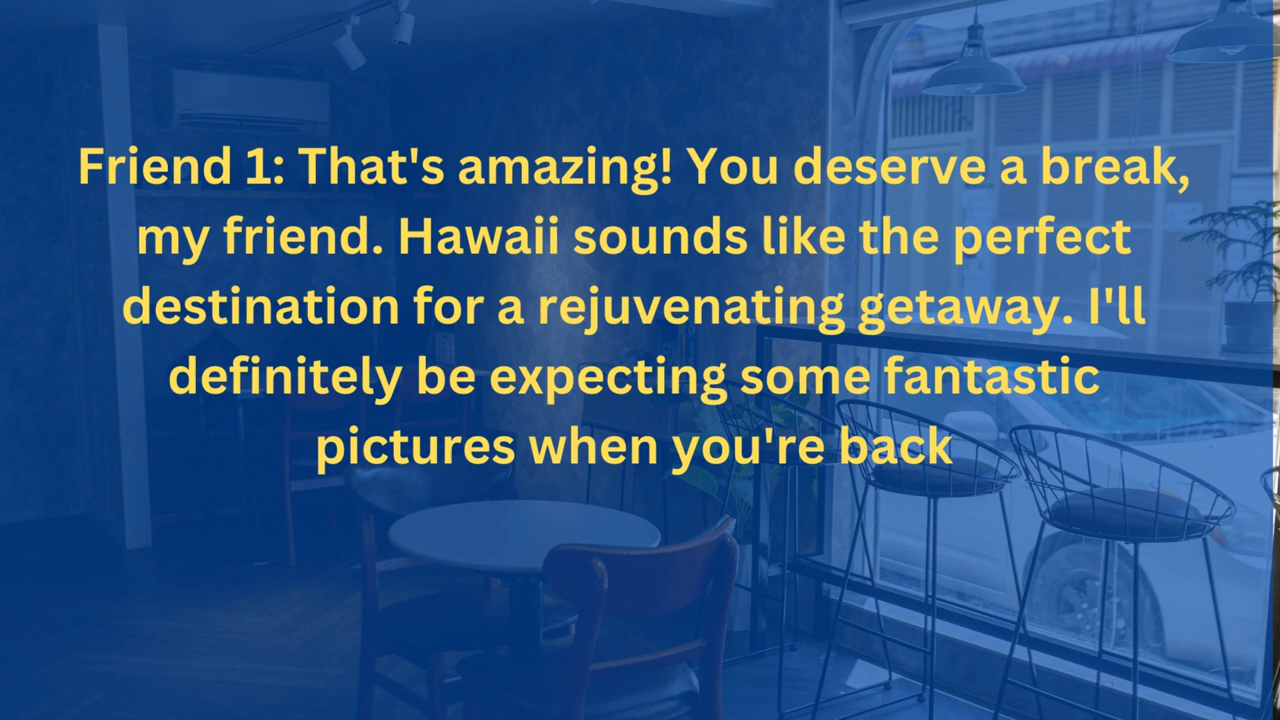 Friend 1: That's amazing! You deserve a break,
my friend. Hawaii sounds like the perfect
destination for a rejuvenating getaway. I'll
definitely be expecting some fantastic
pictures when you're back